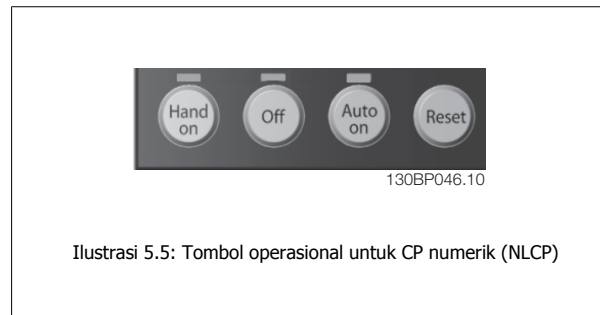 Hand on
Off
Auto on
Reset
130BP046.10
Ilustrasi 5.5: Tombol operasional untuk CP numerik (NLCP)